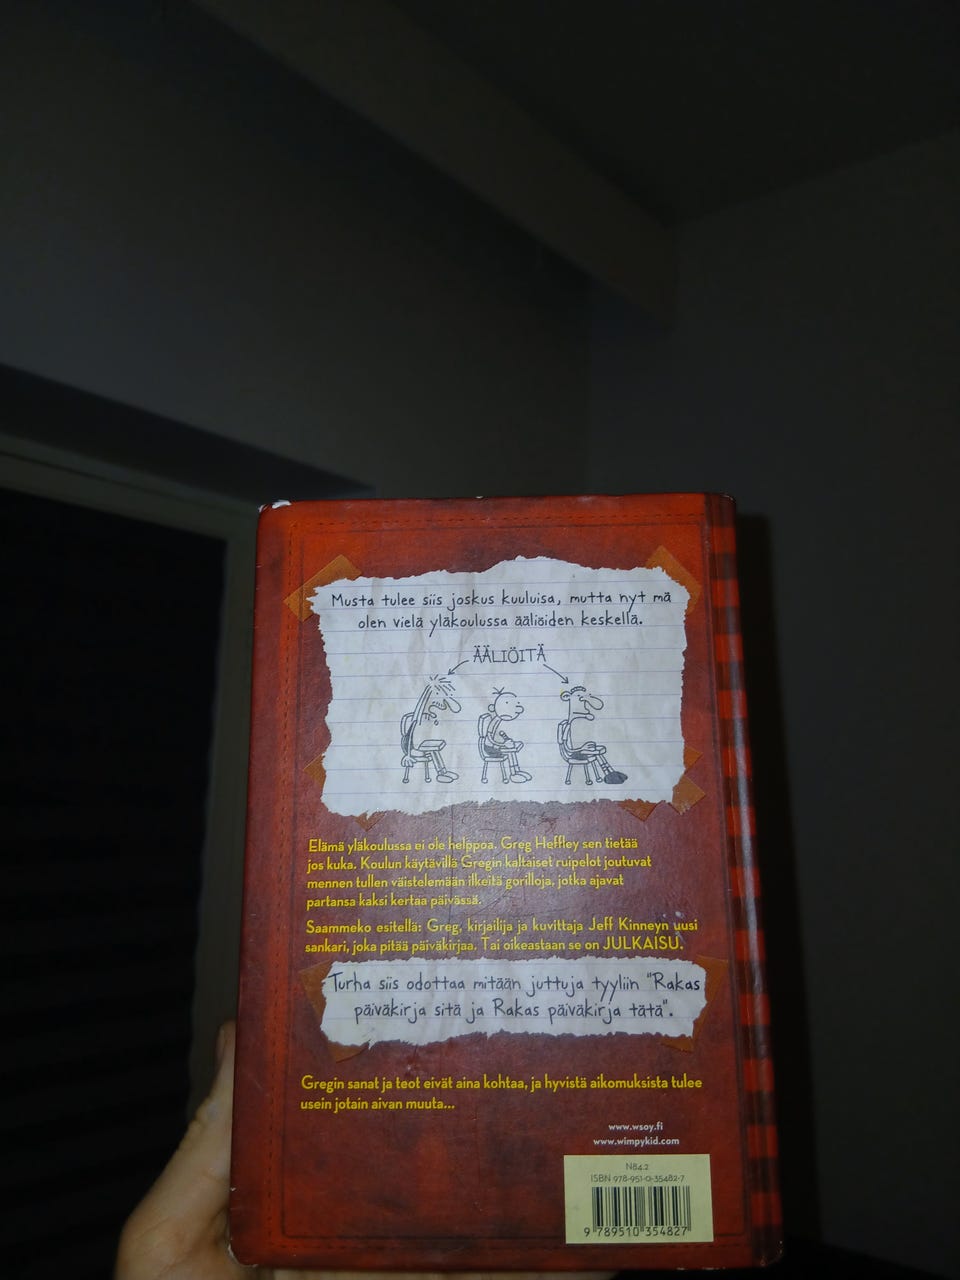 Musta tulee siis joskus kuuluisa, mutta nyt mä
olen vielä yläkoulussa ääliöiden keskellä.
ÄÄLIÖITÄ
Elämä yläkoulussa ei ole helppoa. Greg Heffley sen tietää
jos kuka. Koulun käytävillä Gregin kaltaiset ruipelot joutuvat
mennen tullen väistelemään ilkeitä gorilloja, jotka ajavat
partansa kaksi kertaa päivässä.
Saammeko esitellä: Greg, kirjailija ja kuvittaja Jeff Kinneyn uusi
sankari, joka pitää päiväkirjaa. Tai oikeastaan se on JULKAISU.
Turha siis odottaa mitään juttuja tyyliin "Rakas
päiväkirja sitä ja Rakas päiväkirja tätä".
Gregin sanat ja teot eivät aina kohtaa, ja hyvistä aikomuksista tulee
usein jotain aivan muuta...
www.wsoy.fi
www.wimpykid.com
N84.2
ISBN 978-951-0-35482-7
9 789510 354827